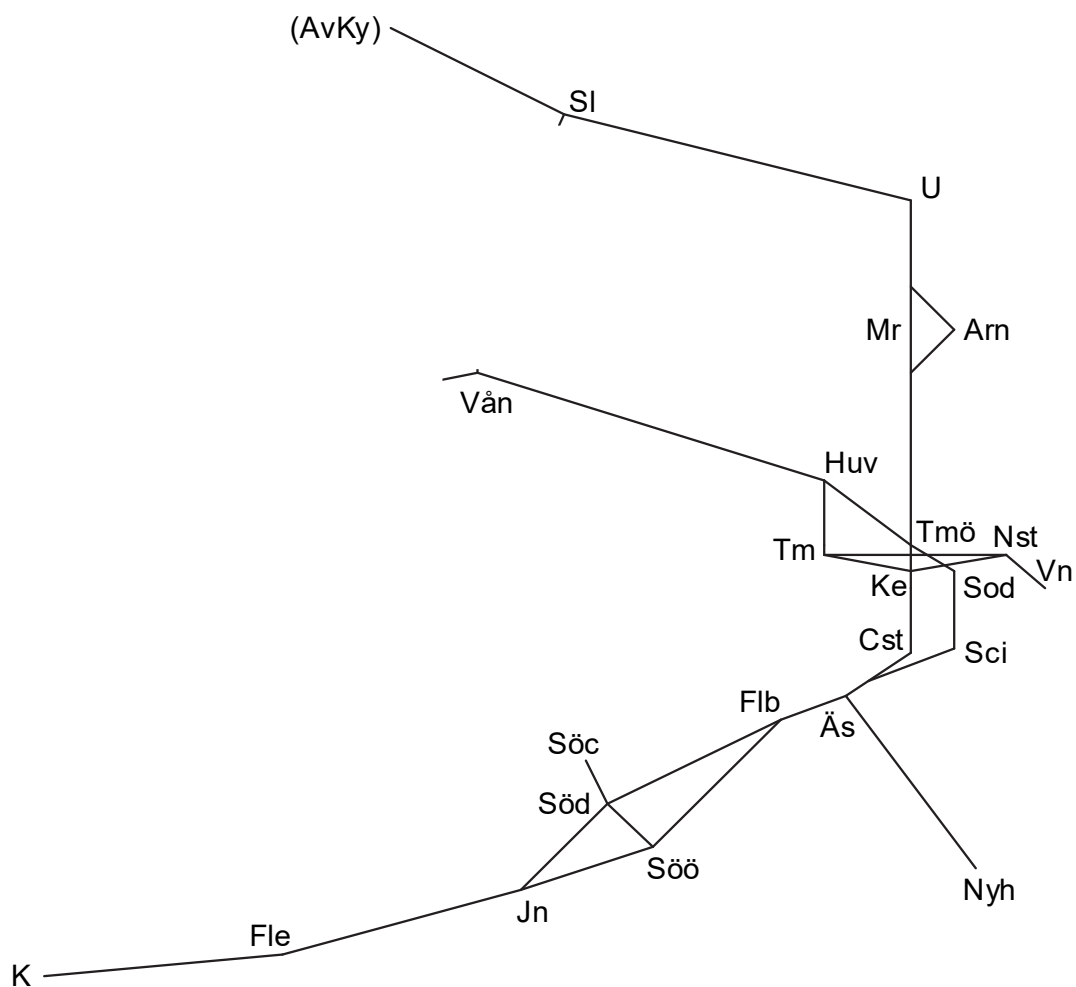 (AvKy)
Sl
U
Mr
Arn
Vån
Huv
Tmö
Nst
Tm
Vn
Ke
Sod
Cst
Sci
Flb
Äs
Söc
Söd
Söö
Nyh
Jn
Fle
K